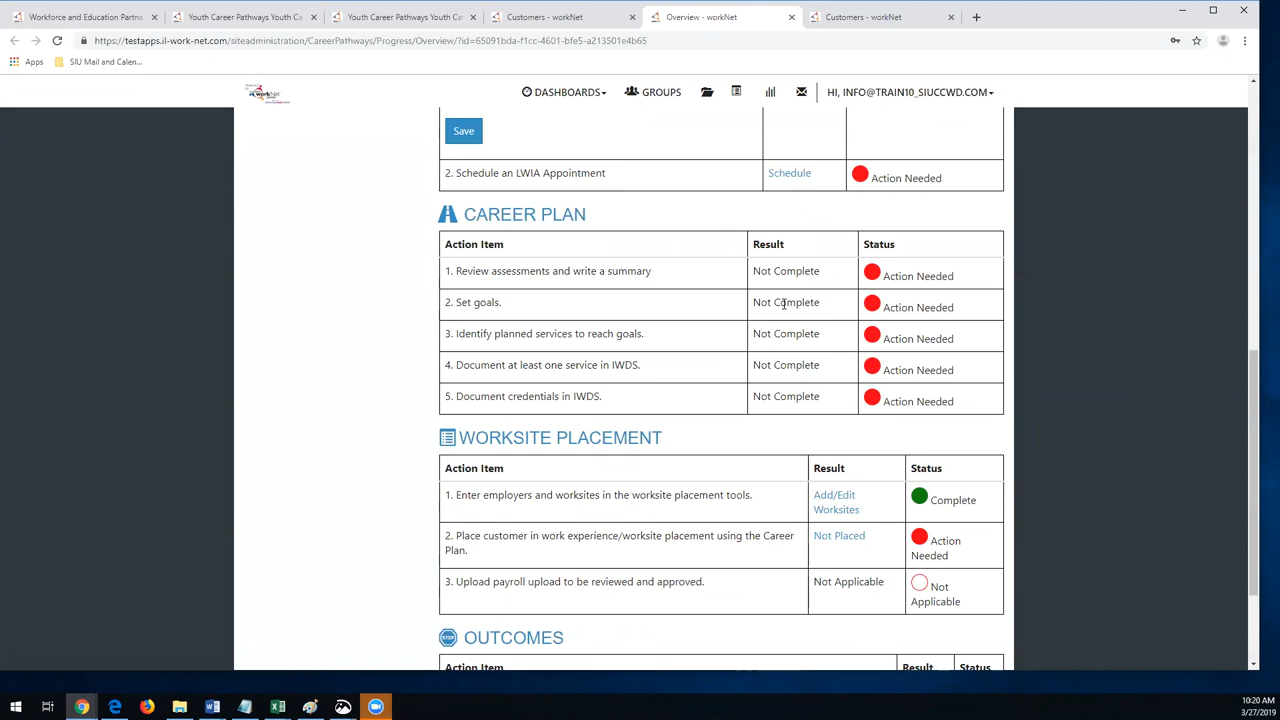 Workforce and Education Partne
Youth Career Pathways Youth Ca
Youth Career Pathways Youth Ca
Customers - workNet
Overview - workNet
Customers - workNet
https://testapps.il-work-net.com/siteadministration/CareerPathways/Progress/Overview/?id=65091bda-f1cc-4601-bfe5-a213501e4b65
Apps
SIU Mail and Calen...
workNet
DASHBOARDS
GROUPS
HI, INFO@TRAIN10_SIUCCWD.COM
Save
2. Schedule an LWIA Appointment
Schedule
Action Needed
CAREER PLAN
Action Item
Result
Status
1. Review assessments and write a summary
Not Complete
Action Needed
2. Set goals.
Not Complete
Action Needed
3. Identify planned services to reach goals.
Not Complete
Action Needed
4. Document at least one service in IWDS.
Not Complete
Action Needed
5. Document credentials in IWDS.
Not Complete
Action Needed
WORKSITE PLACEMENT
Action Item
Result
Status
1. Enter employers and worksites in the worksite placement tools.
Add/Edit
Worksites
Complete
2. Place customer in work experience/worksite placement using the Career
Plan.
Not Placed
Action
Needed
3. Upload payroll upload to be reviewed and approved.
Not Applicable
Not
Applicable
STOP
OUTCOMES
Action Item
Result
Status
10:20 AM
3/27/2019